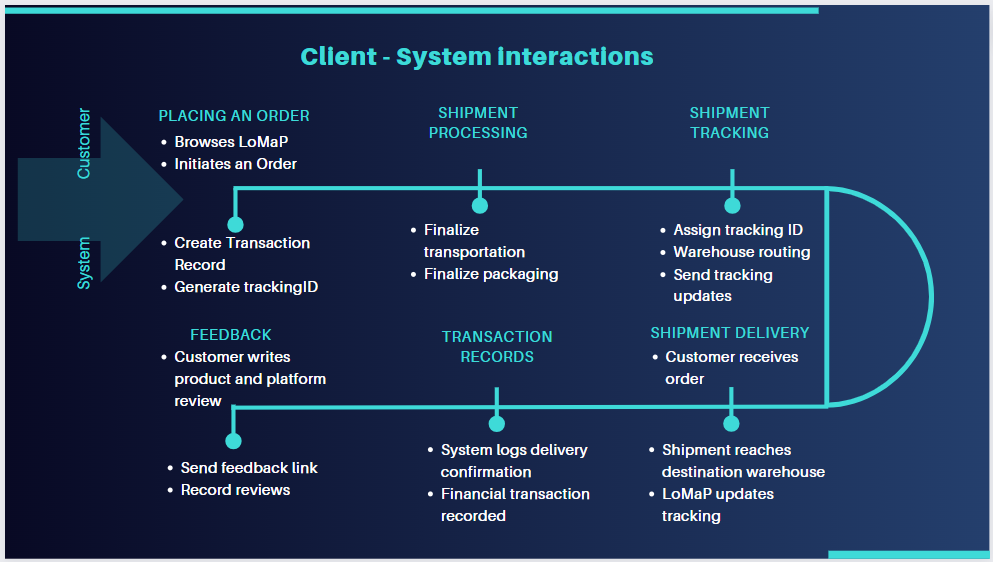 Client - System interactions
Customer
System
PLACING AN ORDER
Browses LoMaP
Initiates an Order
Create Transaction
Record
Generate trackingID
SHIPMENT
PROCESSING
Finalize
transportation
Finalize packaging
SHIPMENT
TRACKING
Assign tracking ID
Warehouse routing
Send tracking
updates
SHIPMENT DELIVERY
Customer receives
order
Shipment reaches
destination warehouse
LoMaP updates
tracking
TRANSACTION
RECORDS
System logs delivery
confirmation
Financial transaction
recorded
FEEDBACK
Customer writes
product and platform
review
Send feedback link
Record reviews